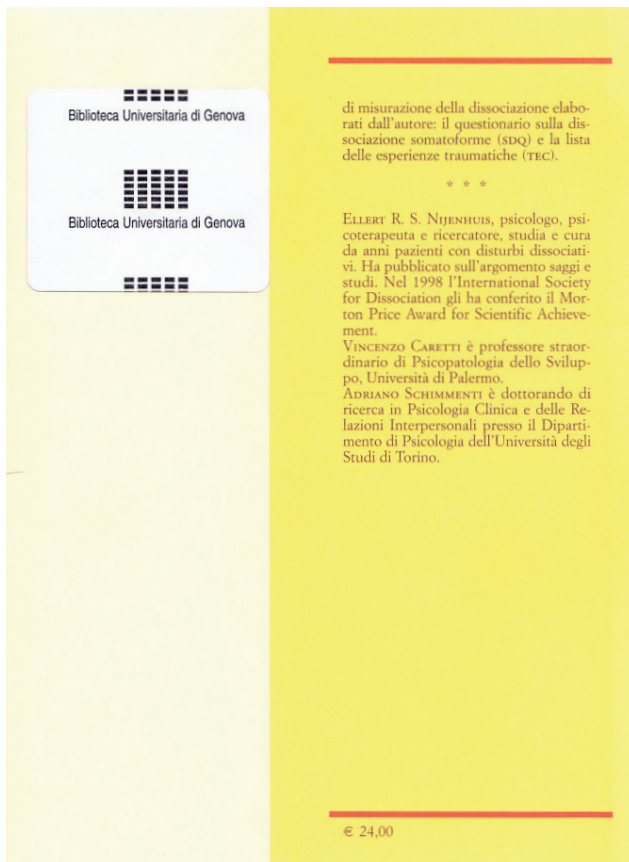 Biblioteca Universitaria di Genova
Biblioteca Universitaria di Genova
di misurazione della dissociazione elabo-
rati dall'autore: il questionario sulla dis-
sociazione somatoforme (SDQ) e la lista
delle esperienze traumatiche (TEC).
* * *
ELLERT R. S. NIJENHUIS, psicologo, psi-
coterapeuta e ricercatore, studia e cura
da anni pazienti con disturbi dissociati-
vi. Ha pubblicato sull'argomento saggi e
studi. Nel 1998 l'International Society
for Dissociation gli ha conferito il Mor-
ton Price Award for Scientific Achieve-
ment.
VINCENZO CARETTI è professore straor-
dinario di Psicopatologia dello Svilup-
po, Università di Palermo.
ADRIANO SCHIMMENTI è dottorando di
ricerca in Psicologia Clinica e delle Re-
lazioni Interpersonali presso il Diparti-
mento di Psicologia dell'Università degli
Studi di Torino.
€ 24,00